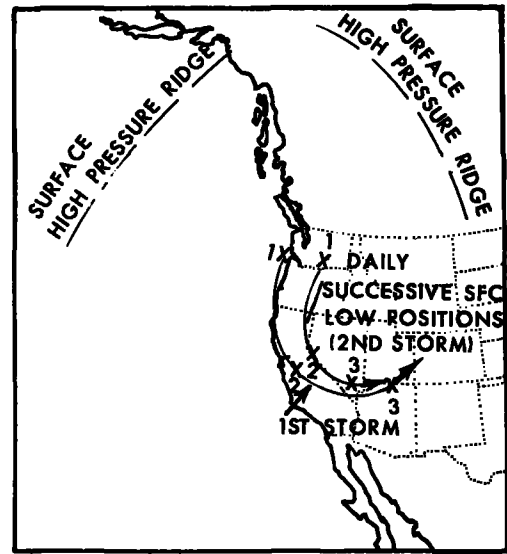 SURFACE
HIGH PRESSURE RIDGE
SURFACE
HIGH PRESSURE RIDGE
1X
1
X DAILY
SUCCESSIVE SFC
LOW POSITIONS
(2ND STORM)
X
2
X
2
3
X
X
3
1ST STORM